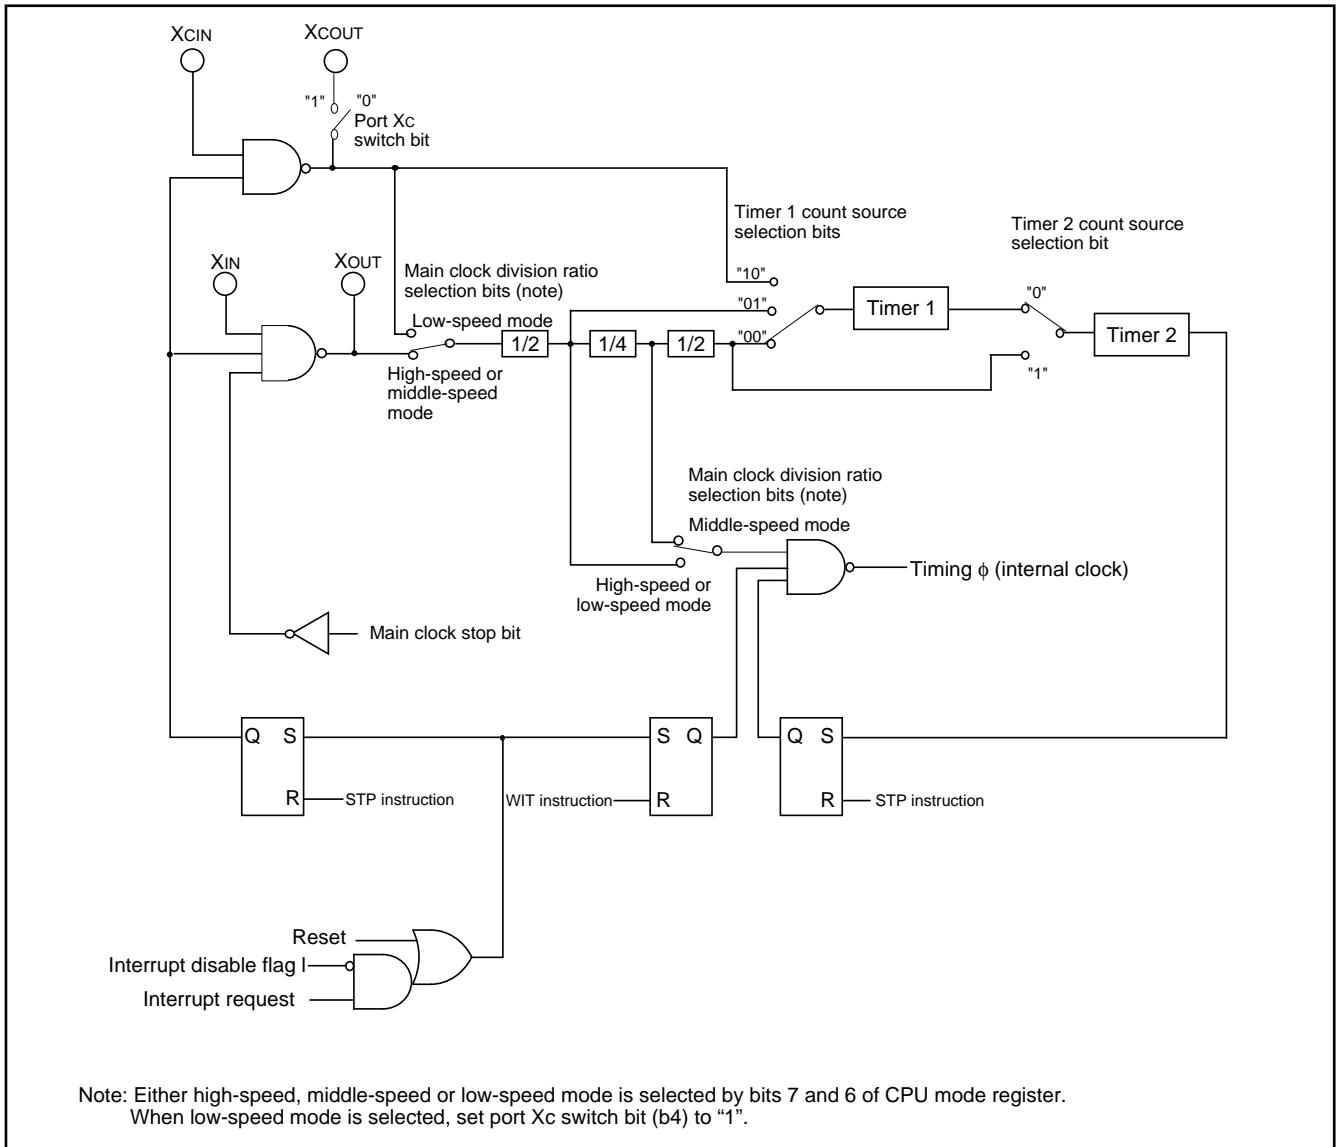 XCIN
XCOUT
"1"
"0"
Port XC
switch bit
Timer 1 count source
selection bits
Timer 2 count source
selection bit
XIN
XOUT
Main clock division ratio
selection bits (note)
Low-speed mode
High-speed or
middle-speed
mode
1/2
1/4
1/2
"10"
"01"
"00"
Timer 1
"0"
"1"
Timer 2
Main clock division ratio
selection bits (note)
Middle-speed mode
High-speed or
low-speed mode
Timing ϕ (internal clock)
Main clock stop bit
Q S
R
STP instruction
WIT instruction
S Q
R
Q S
R
STP instruction
Reset
Interrupt disable flag I
Interrupt request
Note: Either high-speed, middle-speed or low-speed mode is selected by bits 7 and 6 of CPU mode register.
When low-speed mode is selected, set port Xc switch bit (b4) to “1”.